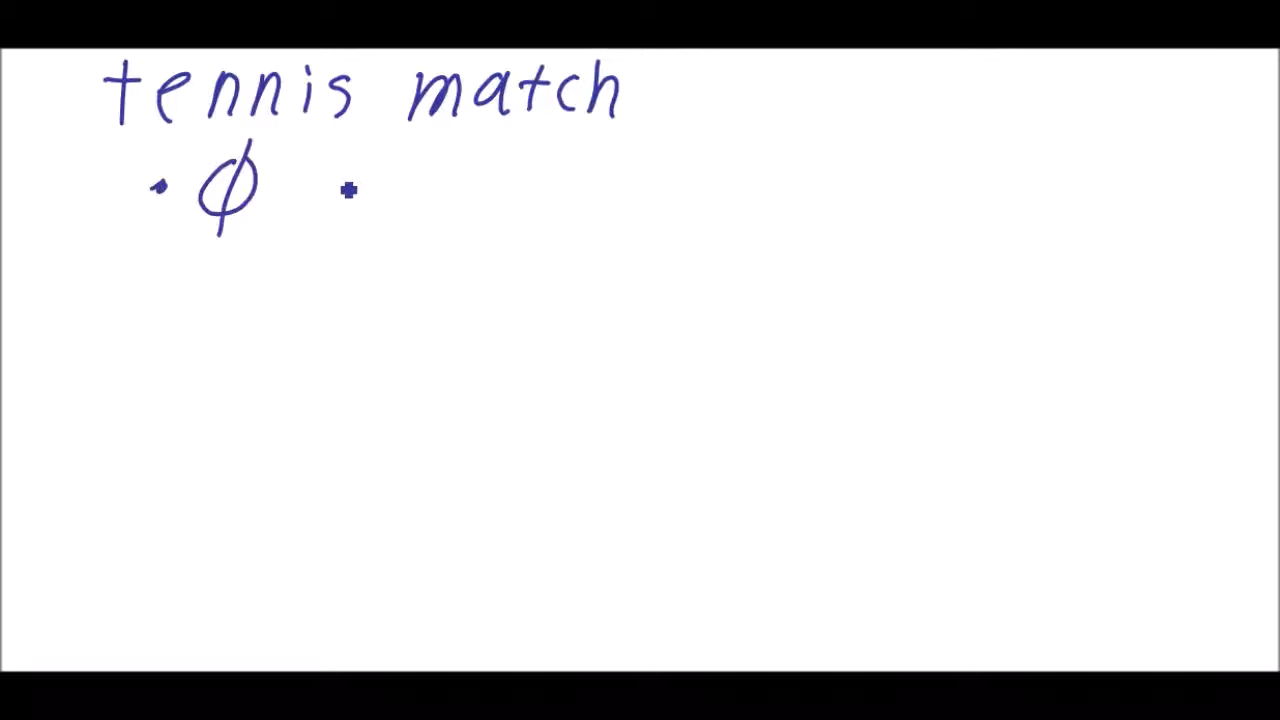 tennis match
· ϕ